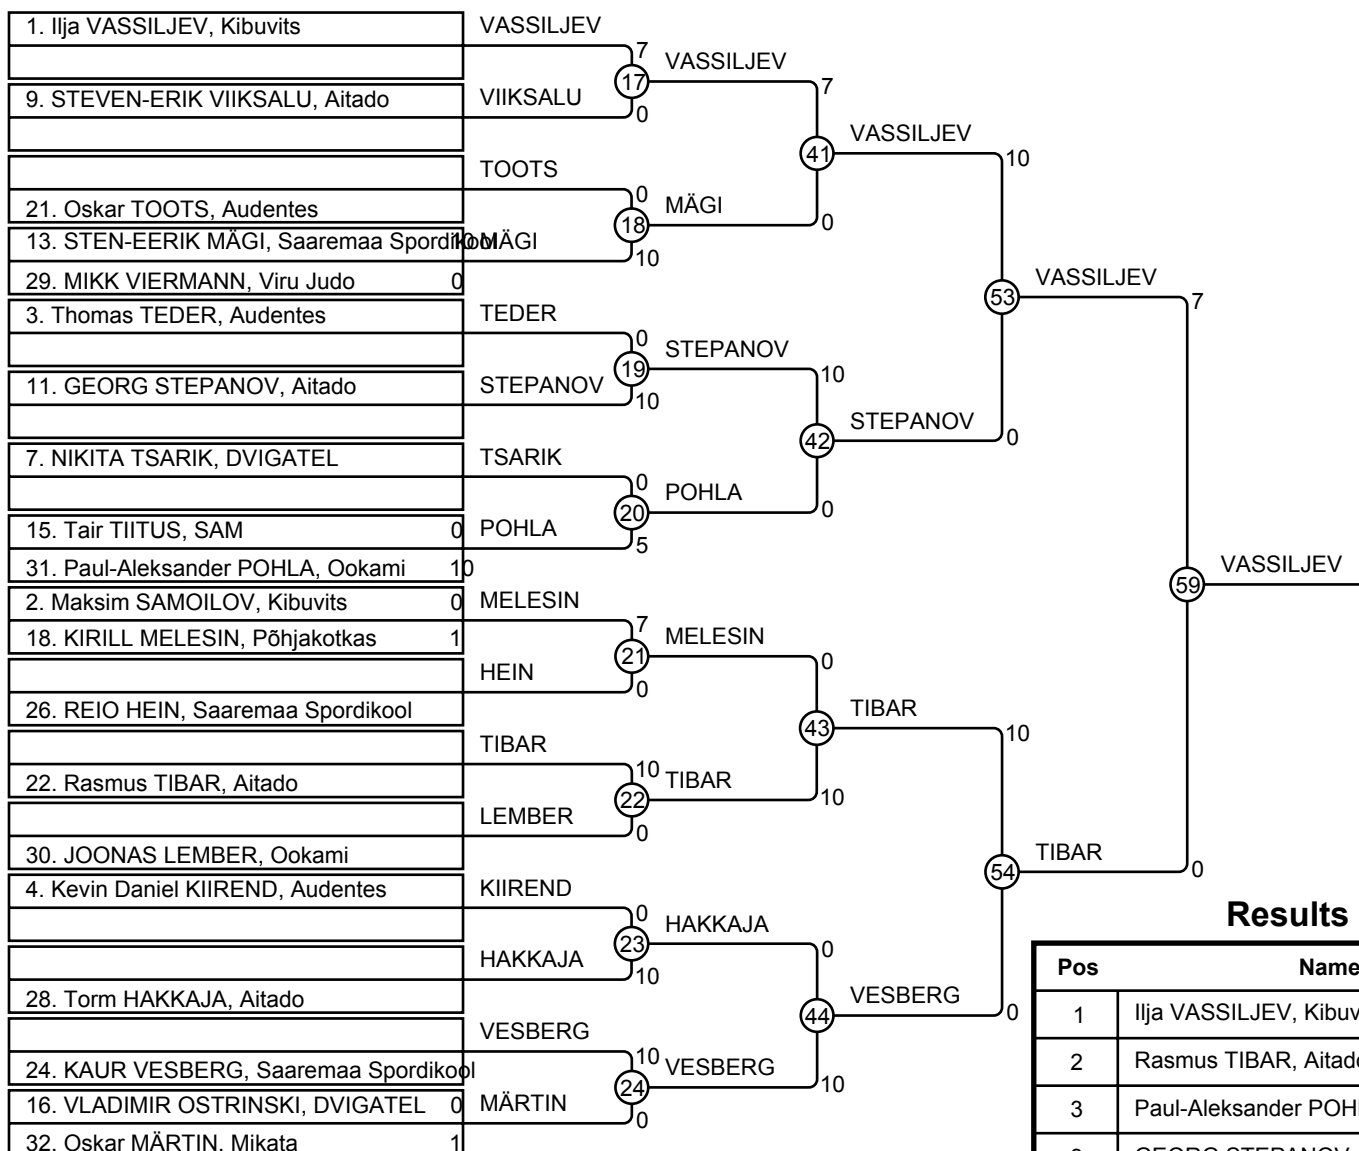 1. Ilja VASSILJEV, Kibuvits
9. STEVEN-ERIK VIIKSALU, Aitado
21. Oskar TOOTS, Audentes
13. STEN-EERIK MÄGI, Saaremaa Spordikool 10
29. MIKK VIERMANN, Viru Judo 0
3. Thomas TEDER, Audentes
11. GEORG STEPANOV, Aitado
7. NIKITA TSARIK, DVIGATEL
15. Tair TIITUS, SAM 0
31. Paul-Aleksander POHLA, Ookami 10
2. Maksim SAMOILOV, Kibuvits 0
18. KIRILL MELESIN, Põhjakotkas 1
26. REIO HEIN, Saaremaa Spordikool
22. Rasmus TIBAR, Aitado
30. JOONAS LEMBER, Ookami
4. Kevin Daniel KIIREND, Audentes
28. Torm HAKKAJA, Aitado
24. KAUR VESBERG, Saaremaa Spordikool
16. VLADIMIR OSTRINSKI, DVIGATEL 0
32. Oskar MÄRTIN, Mikata 1
VASSILJEV
7
17
VIIKSALU
0
TOOTS
0
18
MÄGI
10
TEDER
0
19
STEPANOV
10
TSARIK
0
20
POHLA
5
MELESIN
7
21
HEIN
0
TIBAR
10
22
LEMBER
0
KIIREND
0
23
HAKKAJA
10
VESBERG
10
24
MÄRTIN
0
VASSILJEV
7
41
MÄGI
0
STEPANOV
10
42
POHLA
0
MELESIN
0
43
TIBAR
10
HAKKAJA
0
44
VESBERG
10
VASSILJEV
10
53
STEPANOV
0
TIBAR
10
54
VESBERG
0
VASSILJEV
7
59
TIBAR
0
VASSILJEV
Results
Pos Name
1 Ilja VASSILJEV,
2 Rasmus TIBAR, Aitado
3 Paul-Aleksander
GEORG STEPANOV